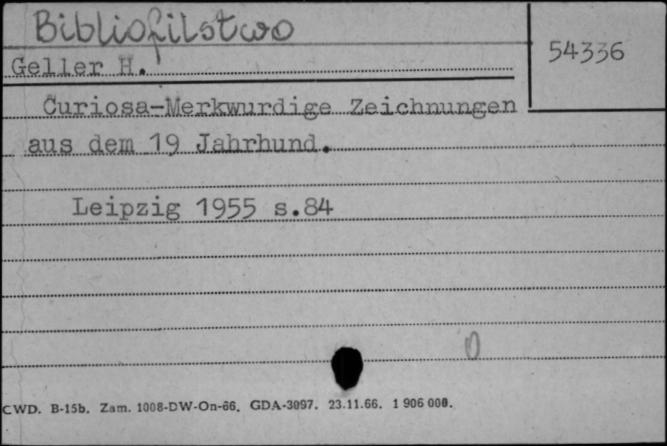 Bibliofilstwo
54336
Geller H.
Curiosa-Merkwurdige Zeichnungen
aus dem 19 Jahrhund.
Leipzig 1955 s.84
0
CWD. B-15b. Zam. 1008-DW-On-66. GDA-3097. 23.11.66. 1 906 000.